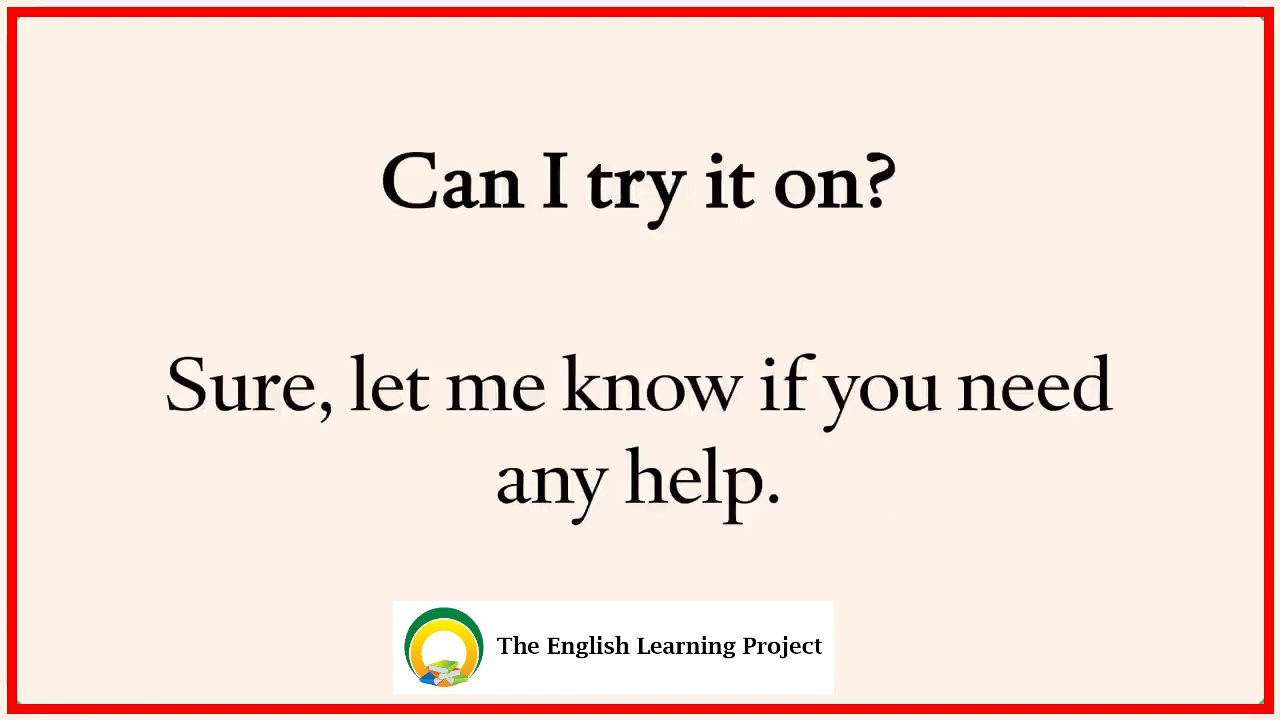 Can I try it on?
Sure, let me know if you need
any help.
The English Learning Project